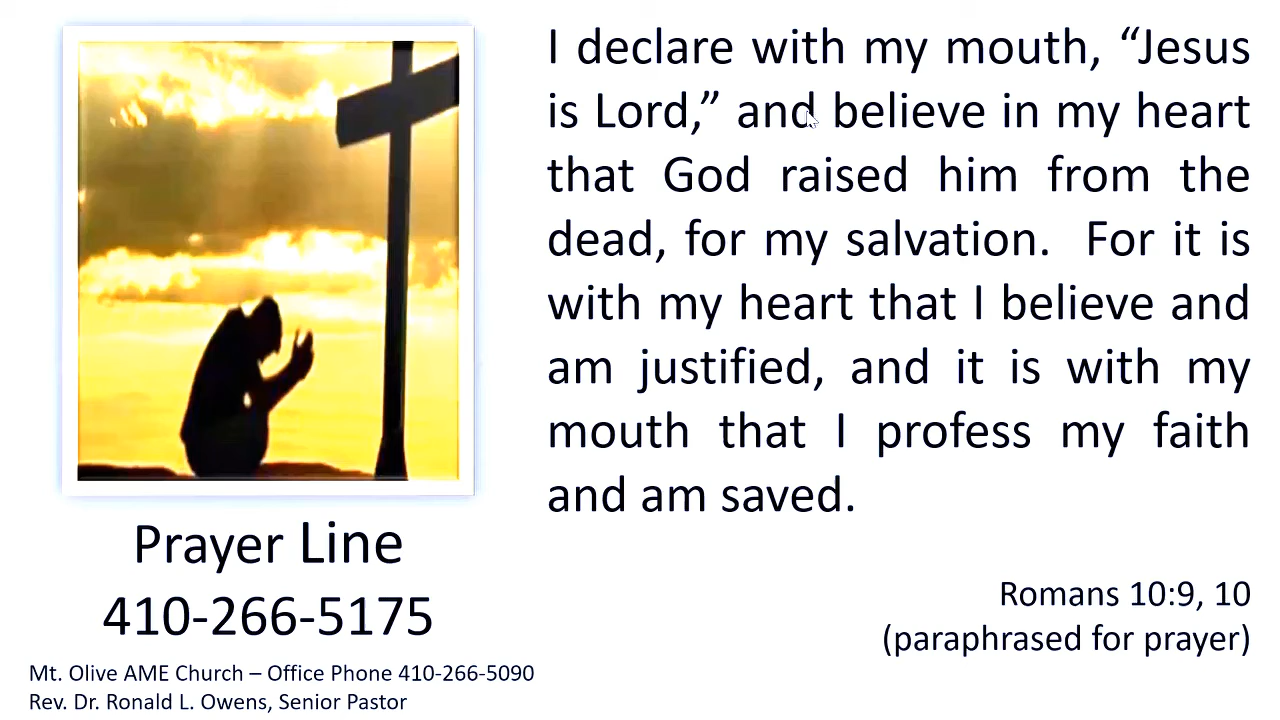 I declare with my mouth, “Jesus
is Lord,” and believe in my heart
that God raised him from the
dead, for my salvation.  For it is
with my heart that I believe and
am justified, and it is with my
mouth that I profess my faith
and am saved.
Romans 10:9, 10
(paraphrased for prayer)
Prayer Line
410-266-5175
Mt. Olive AME Church – Office Phone 410-266-5090
Rev. Dr. Ronald L. Owens, Senior Pastor